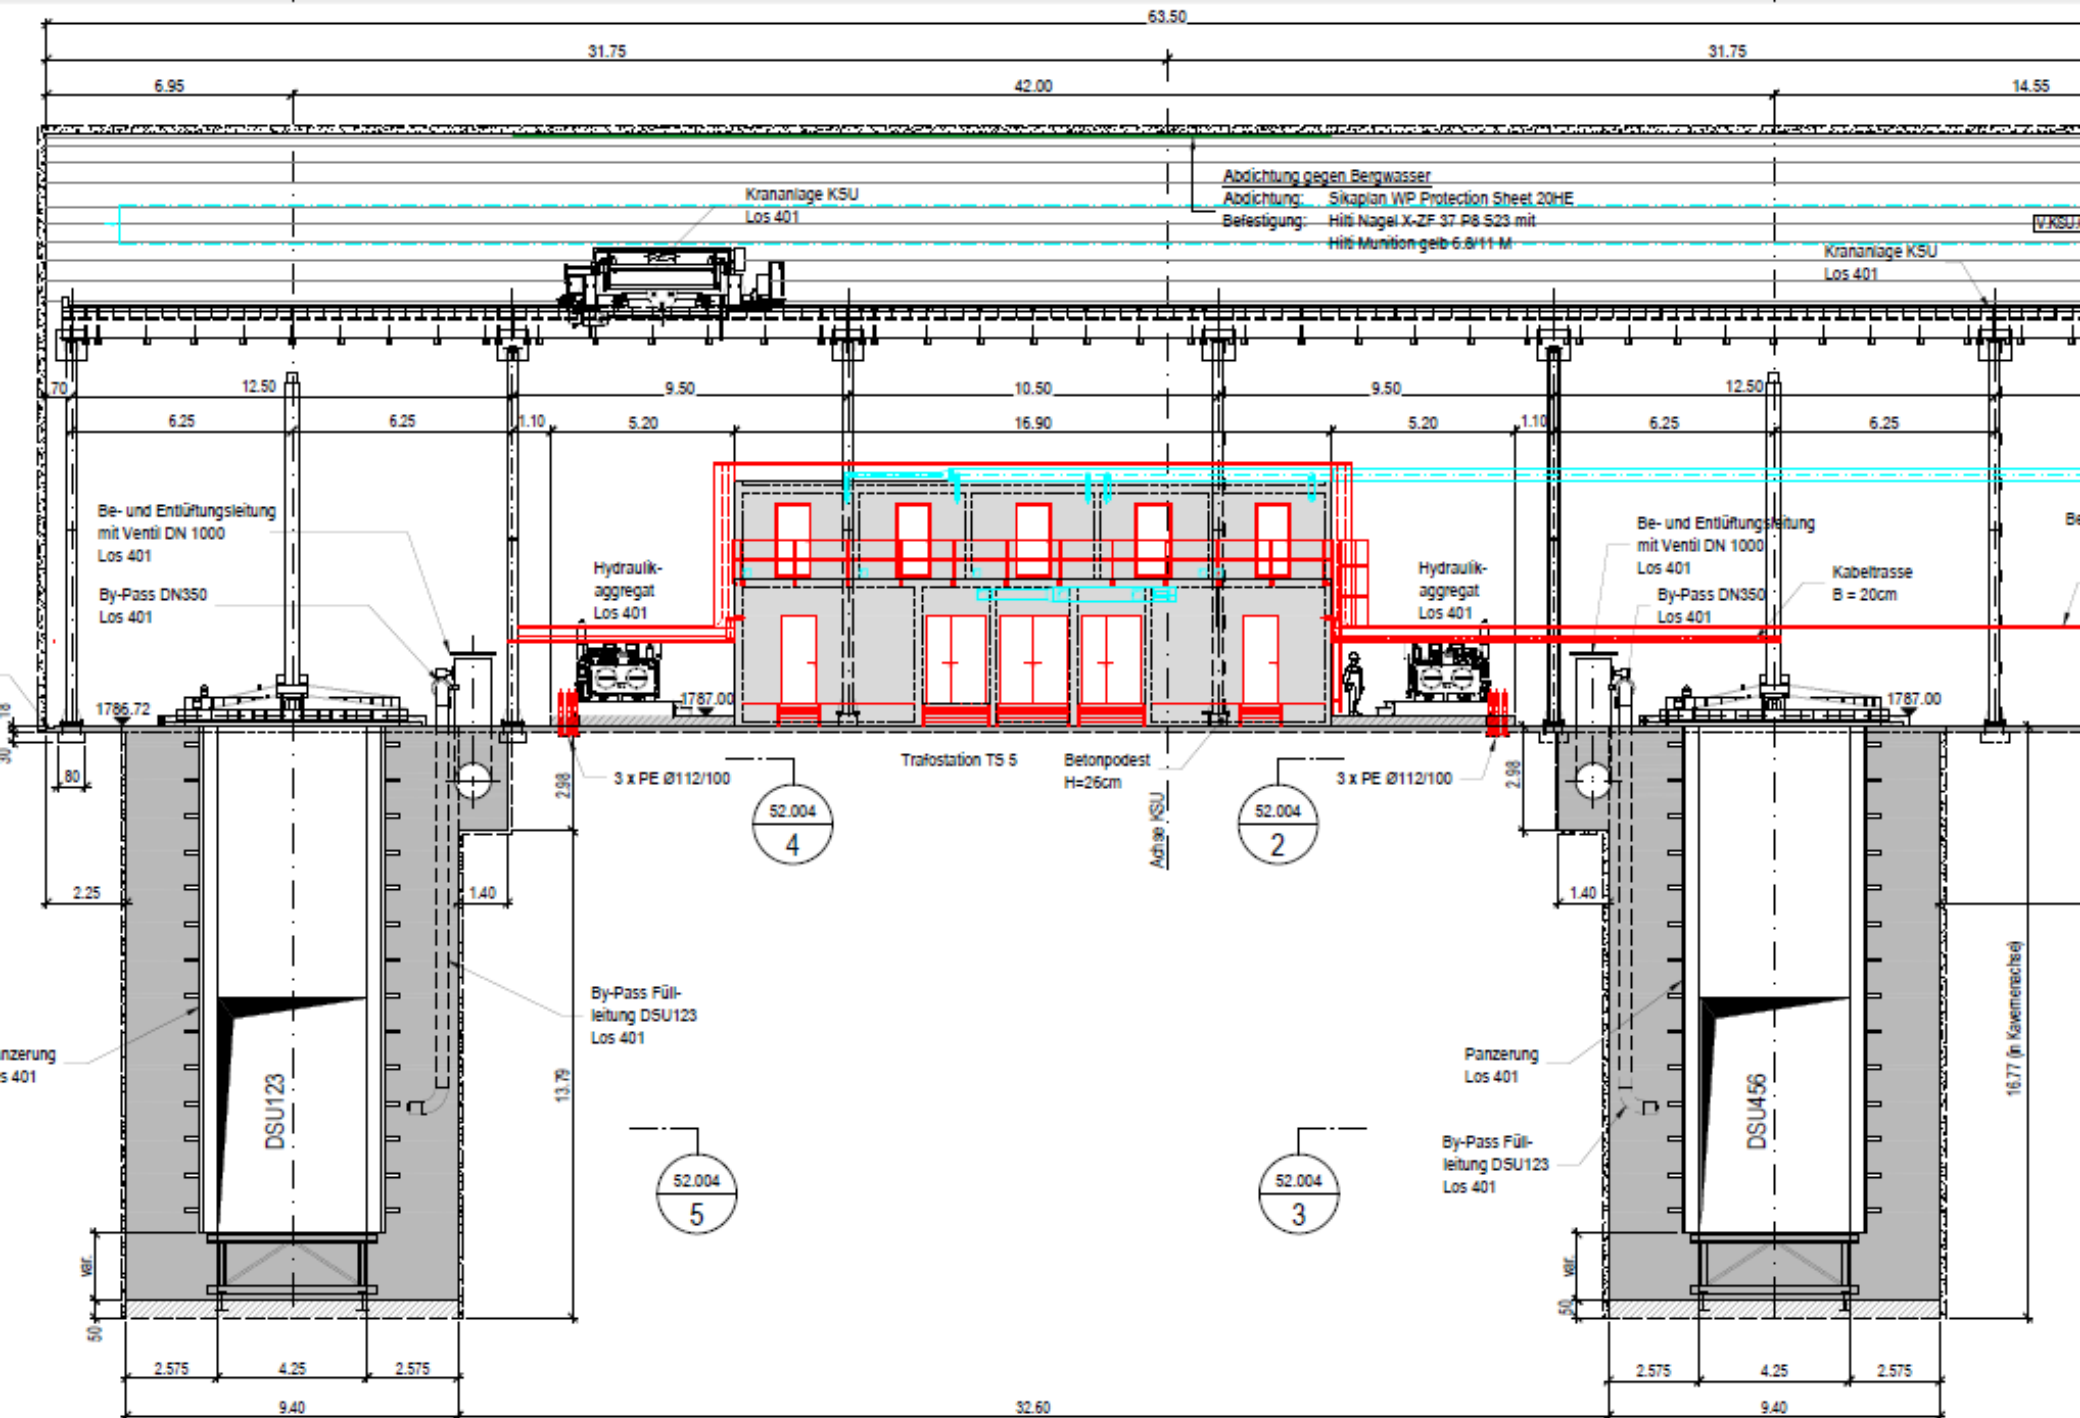 63.50
31.75
31.75
6.95
42.00
14.55
Krananlage KSU
Los 401
Abdichtung gegen Bergwasser
Abdichtung: Sikaplan WP Protection Sheet 20HE
Befestigung: Hilti Nagel X-ZF 37 P8 S23 mit
Hilti Munition gelb 6.8/11 M
Krananlage KSU
Los 401
70
12.50
9.50
10.50
9.50
12.50
6.25
6.25
1.10
5.20
16.90
5.20
1.10
6.25
6.25
Be- und Entlüftungsleitung
mit Ventil DN 1000
Los 401
By-Pass DN350
Los 401
Hydraulik-
aggregat
Los 401
Hydraulik-
aggregat
Los 401
Be- und Entlüftungsleitung
mit Ventil DN 1000
Los 401
By-Pass DN350
Los 401
Kabeltrasse
B = 20cm
Be
1786.72
1787.00
1787.00
18
30
80
Trafostation TS 5
Betonpodest
H=26cm
3 x PE Ø112/100
3 x PE Ø112/100
2.98
2.98
52.004
4
52.004
2
Achse KSU
2.25
1.40
1.40
By-Pass Füll-
leitung DSU123
Los 401
nzerung
s 401
DSU123
13.79
Panzerung
Los 401
DSU456
16.77 (in Kavernenachse)
By-Pass Füll-
leitung DSU123
Los 401
52.004
5
52.004
3
var.
50
var.
50
2.575
4.25
2.575
2.575
4.25
2.575
9.40
32.60
9.40